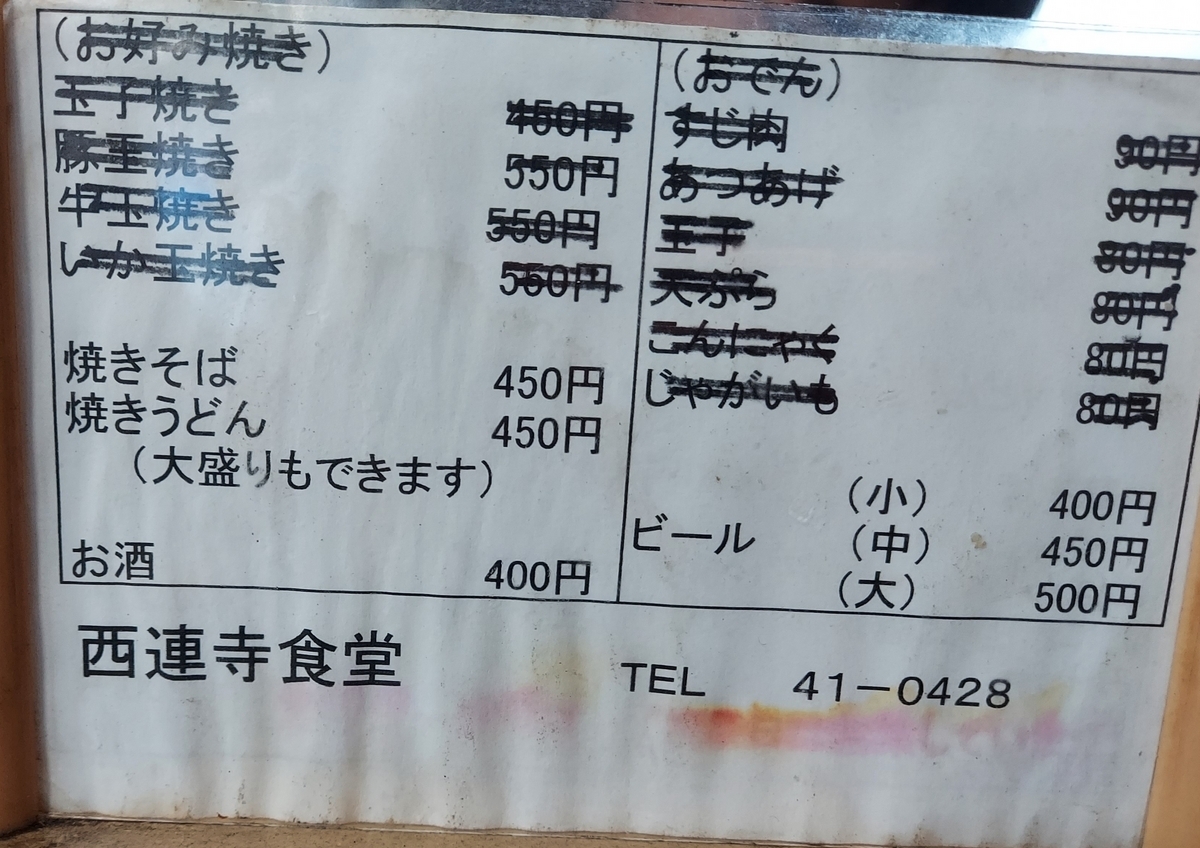 (お好み焼き)
玉子焼き 450円
豚玉焼き 550円
牛玉焼き 550円
いか玉焼き 550円
焼きそば 450円
焼きうどん 450円
(大盛りもできます)
お酒 400円
(おでん)
すじ肉 90円
あつあげ 90円
玉子 80円
天ぷら 80円
こんにゃく 80円
じゃがいも 80円
(小) 400円
ビール (中) 450円
(大) 500円
西連寺食堂 TEL 41-0428